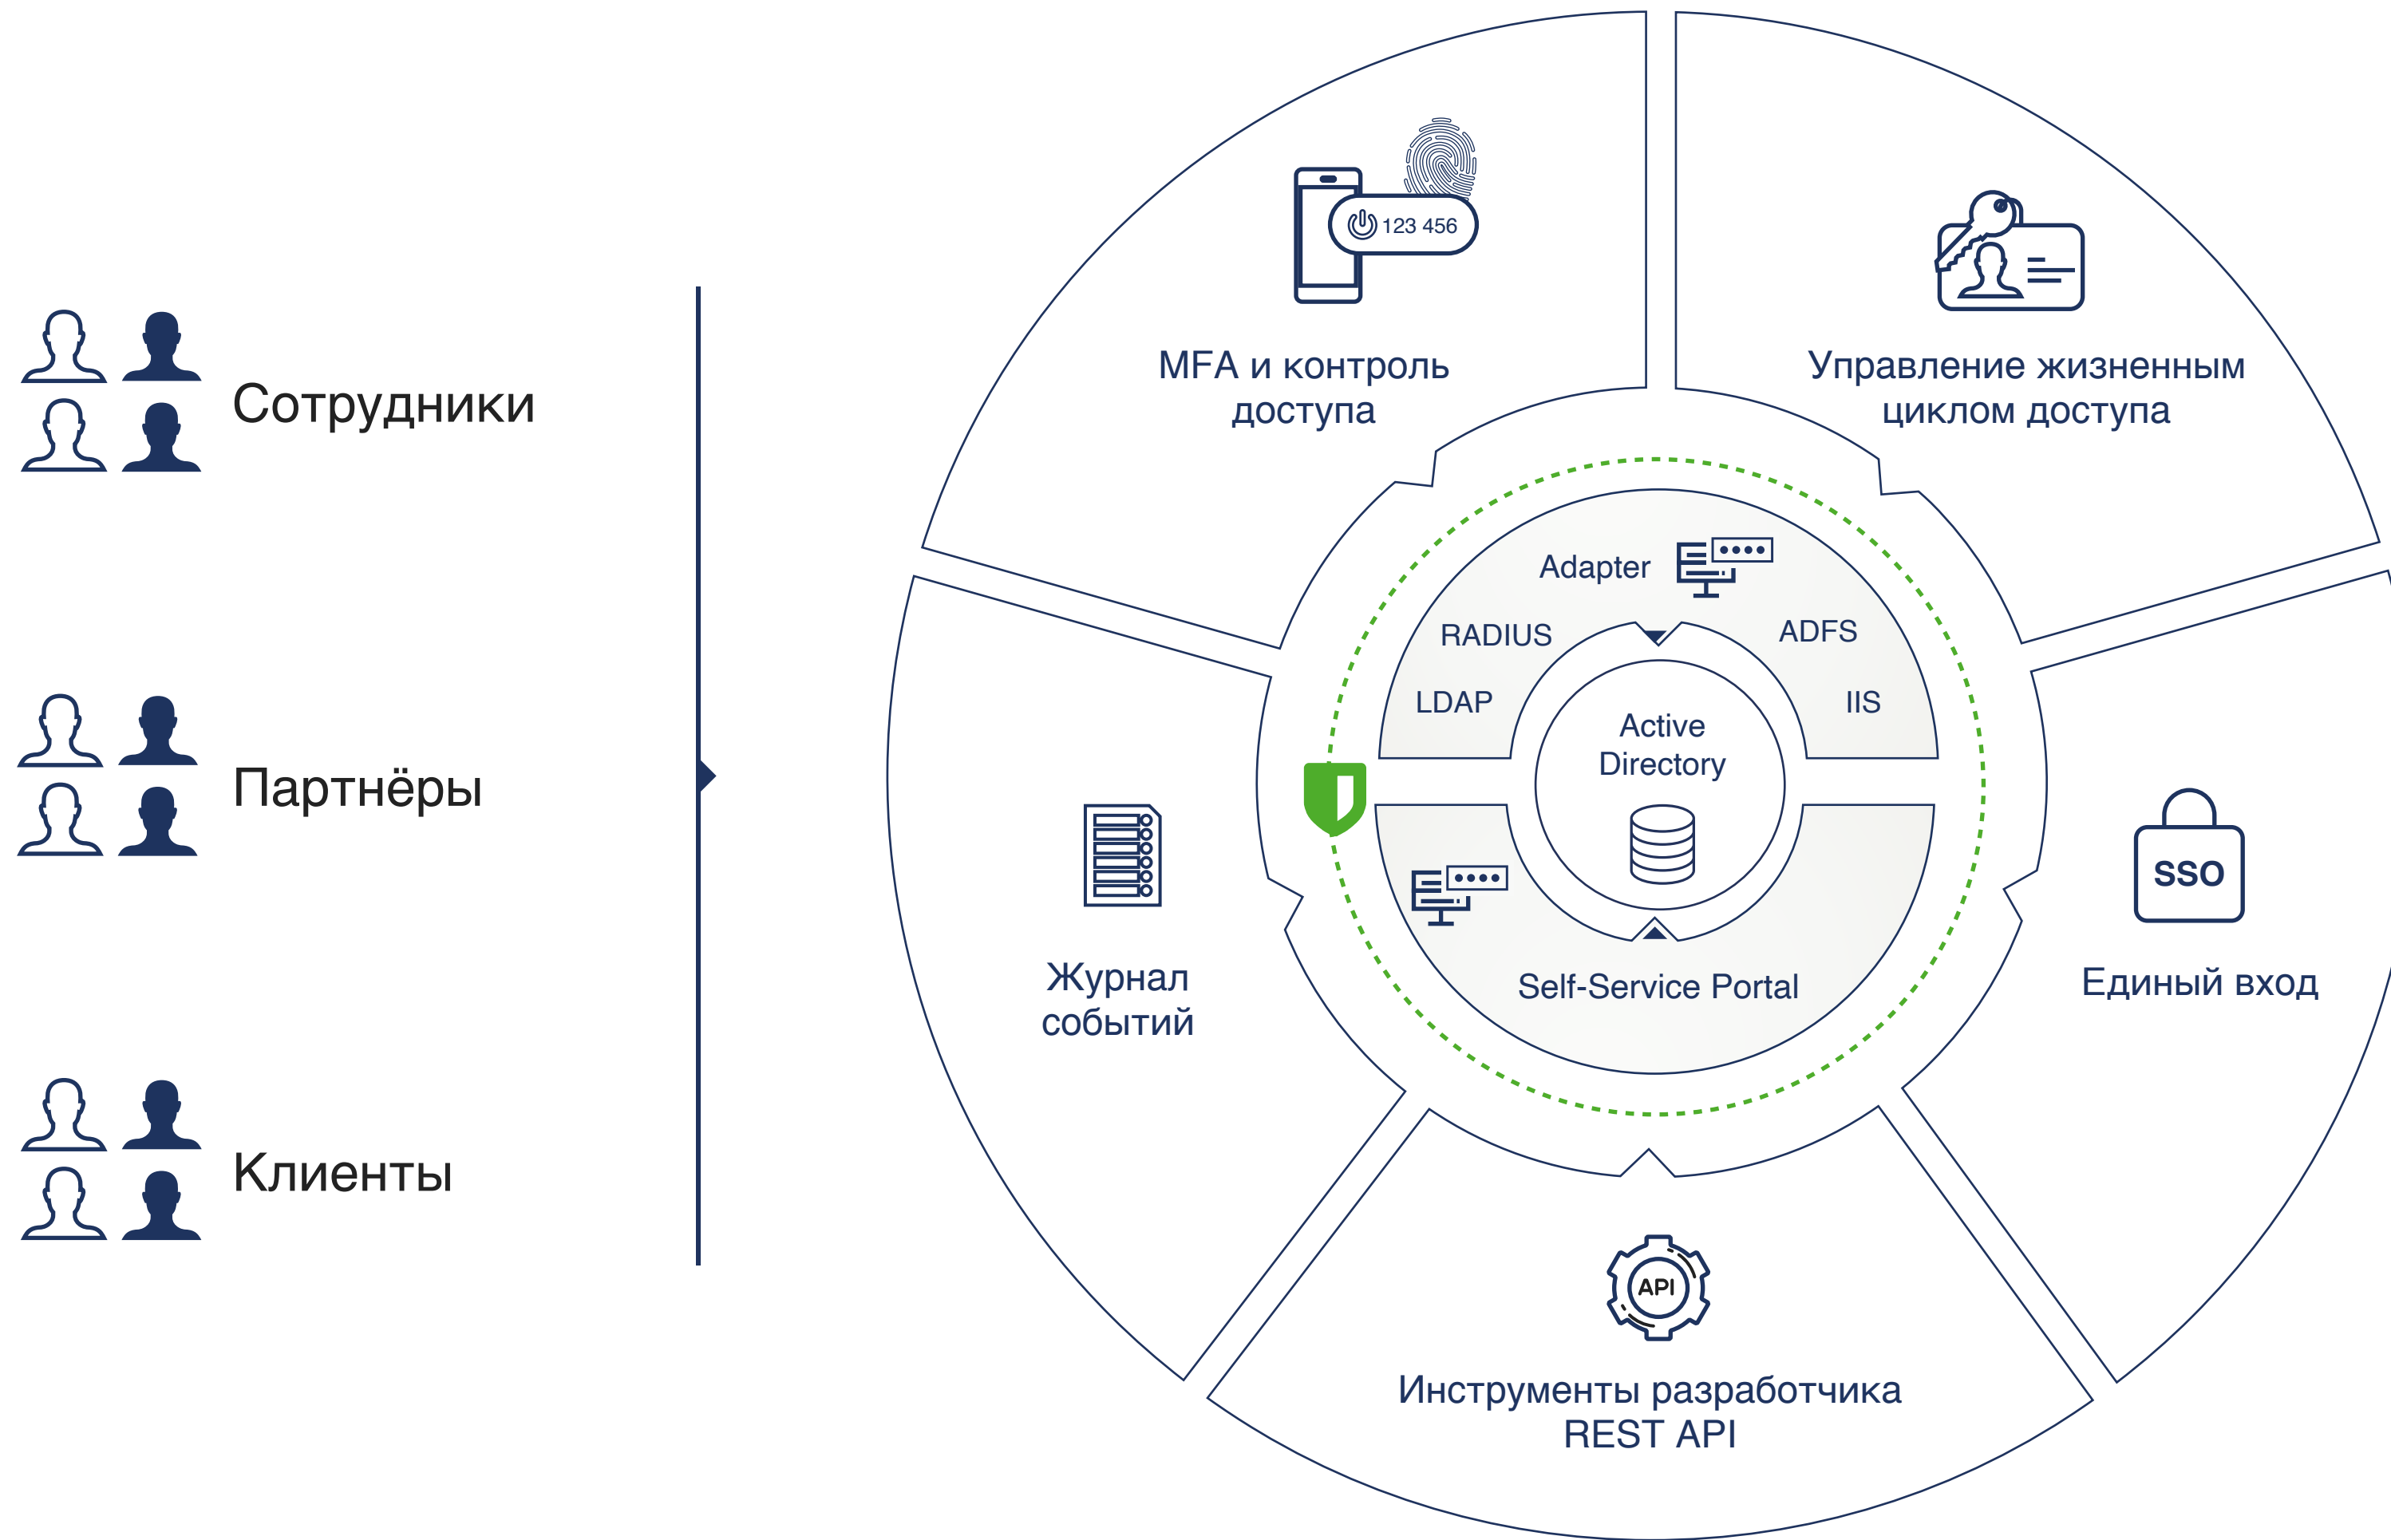 Сотрудники
Партнёры
Клиенты
123 456
MFA и контроль
доступа
Управление жизненным
циклом доступа
Adapter
RADIUS
ADFS
LDAP
IIS
Active
Directory
Self-Service Portal
Журнал
событий
SSO
Единый вход
API
Инструменты разработчика
REST API